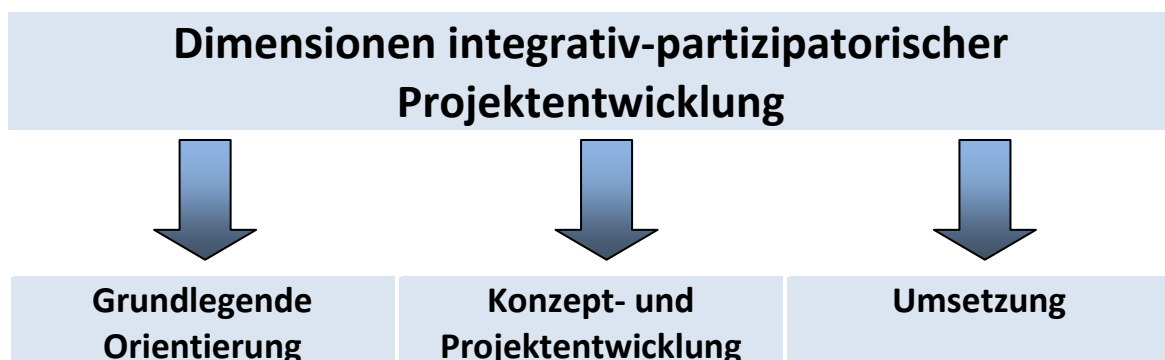 Dimensionen integrativ-partizipatorischer
Projektentwicklung
Grundlegende
Orientierung
Konzept- und
Projektentwicklung
Umsetzung